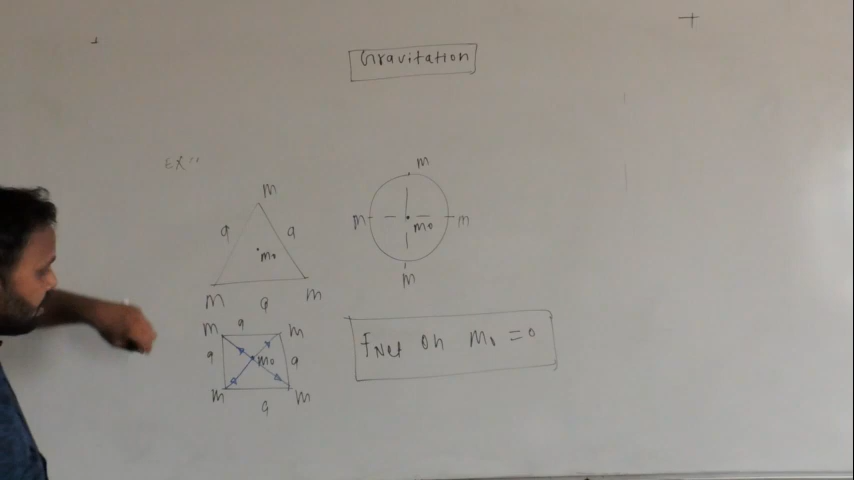 Gravitation
Ex"
m
a a
m₀
m a m
m
m m₀ m
m
m a m
a m₀ a
m a m
FNet on m₀ = 0